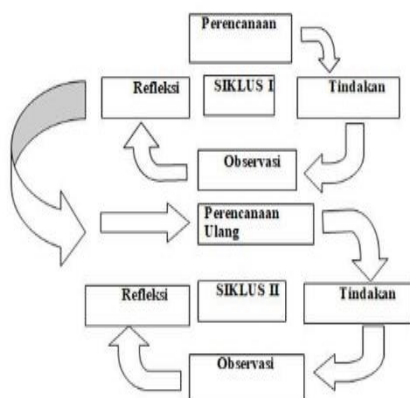 Perencanaan
Refleksi
SIKLUS I
Tindakan
Observasi
Perencanaan
Ulang
Refleksi
SIKLUS II
Tindakan
Observasi